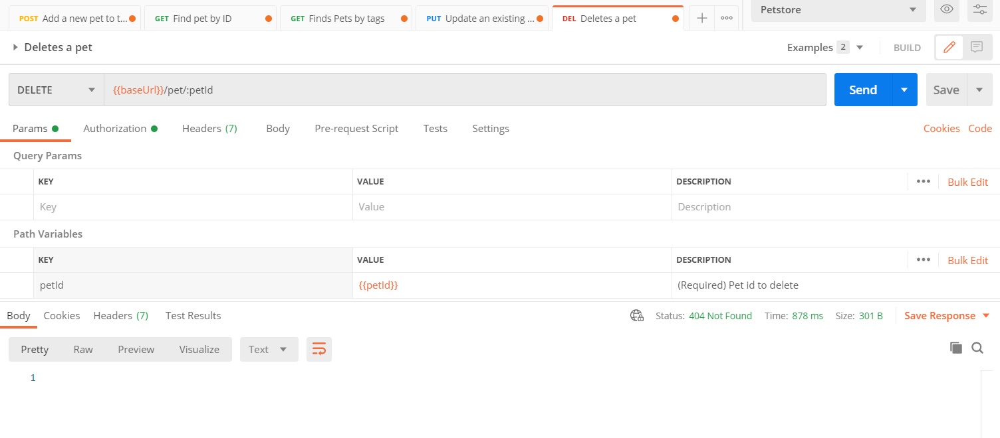 POST Add a new pet to t... GET Find pet by ID GET Finds Pets by tags PUT Update an existing ... DEL Deletes a pet Petstore
Deletes a pet Examples 2 BUILD
DELETE {{baseUrl}}/pet/:petId Send Save
Params Authorization Headers (7) Body Pre-request Script Tests Settings Cookies Code
Query Params
KEY VALUE DESCRIPTION Bulk Edit
Key Value Description
Path Variables
KEY VALUE DESCRIPTION Bulk Edit
petId {{petId}} (Required) Pet id to delete
Body Cookies Headers (7) Test Results Status: 404 Not Found Time: 878 ms Size: 301 B Save Response
Pretty Raw Preview Visualize Text
1